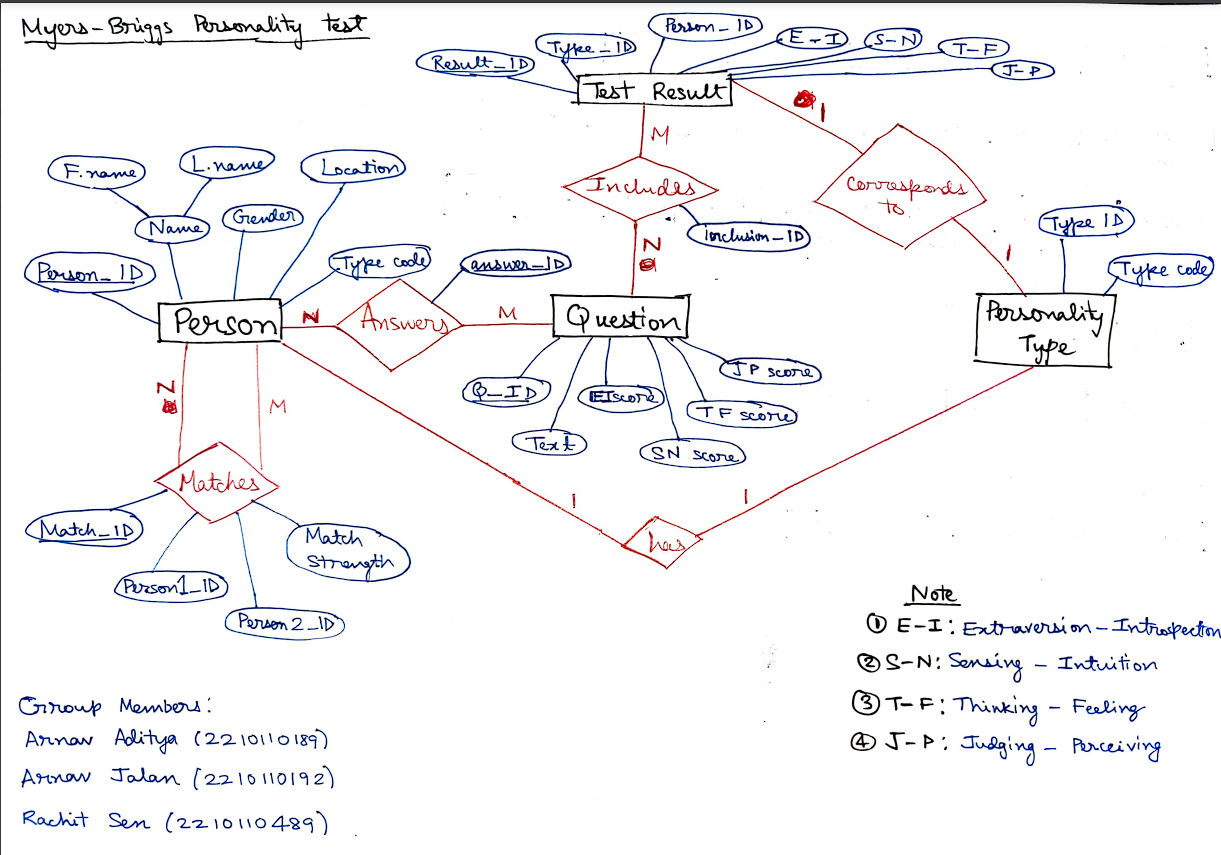 Myers-Briggs Personality test
Result_ID
Type_ID
Person_ID
E-I
S-N
T-F
J-P
Test Result
M
1
Includes
Corresponds
to
Inclusion_ID
N
1
Type ID
Type code
Personality
Type
F.name
L.name
Location
Name
Gender
Person_ID
Type code
answer_ID
Person
N
Answers
M
Question
Q_ID
Text
EI score
SN score
TF score
JP score
N
M
Matches
Match_ID
Person1_ID
Person2_ID
Match
Strength
1
1
has
Note
① E-I: Extraversion-Introspection
② S-N: Sensing - Intuition
③ T-F: Thinking - Feeling
④ J-P: Judging - Perceiving
Group Members:
Arnav Aditya (2210110189)
Arnav Jalan (2210110192)
Rachit Sen (2210110489)